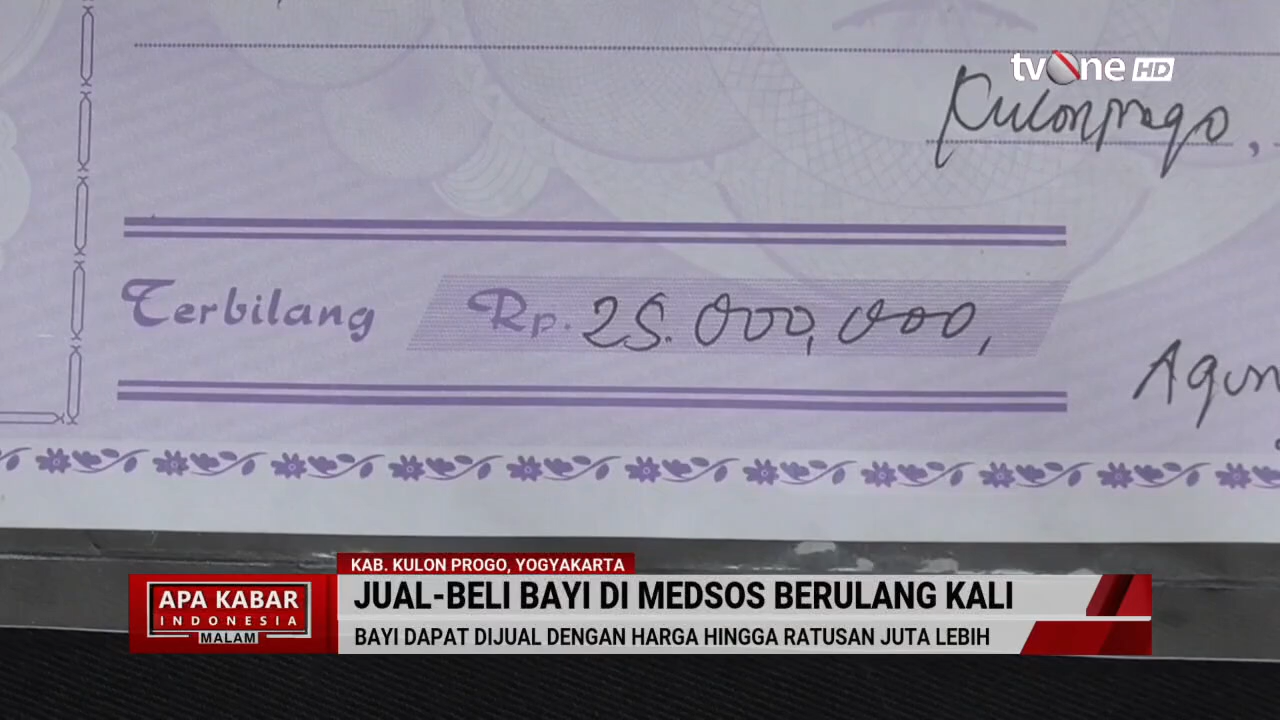 tvOne HD
Kulonprogo,
Terbilang Rp. 25.000,000,
Agun
KAB. KULON PROGO, YOGYAKARTA
APA KABAR
INDONESIA
MALAM
JUAL-BELI BAYI DI MEDSOS BERULANG KALI
BAYI DAPAT DIJUAL DENGAN HARGA HINGGA RATUSAN JUTA LEBIH